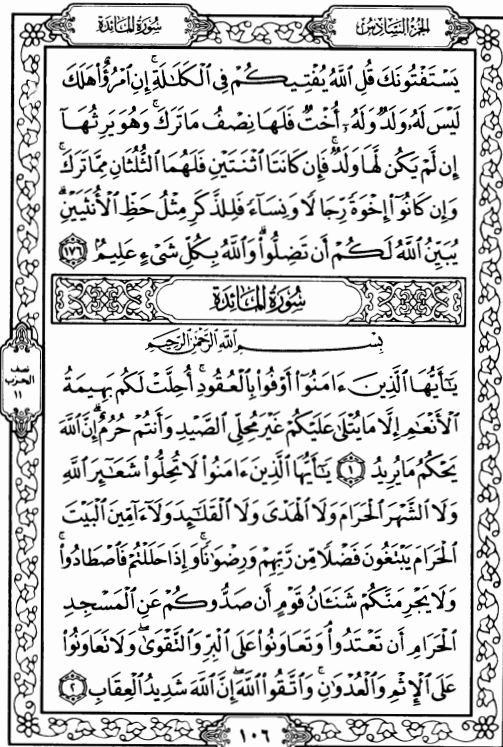 الجزء السادس
سورة المائدة
يَسۡتَفۡتُونَكَ قُلِ ٱللَّهُ يُفۡتِيكُمۡ فِي ٱلۡكَلَٰلَةِۚ إِنِ ٱمۡرُؤٌاْ هَلَكَ
لَيۡسَ لَهُۥ وَلَدٞ وَلَهُۥٓ أُخۡتٞ فَلَهَا نِصۡفُ مَا تَرَكَۚ وَهُوَ يَرِثُهَآ
إِن لَّمۡ يَكُن لَّهَا وَلَدٞۚ فَإِن كَانَتَا ٱثۡنَتَيۡنِ فَلَهُمَا ٱلثُّلُثَانِ مِمَّا تَرَكَۚ
وَإِن كَانُوٓاْ إِخۡوَةٗ رِّجَالٗا وَنِسَآءٗ فَلِلذَّكَرِ مِثۡلُ حَظِّ ٱلۡأُنثَيَيۡنِۗ
يُبَيِّنُ ٱللَّهُ لَكُمۡ أَن تَضِلُّواْۗ وَٱللَّهُ بِكُلِّ شَيۡءٍ عَلِيمُۢ ١٧٦
سورة المائدة
بِسۡمِ ٱللَّهِ ٱلرَّحۡمَٰنِ ٱلرَّحِيمِ
يَٰٓأَيُّهَا ٱلَّذِينَ ءَامَنُوٓاْ أَوۡفُواْ بِٱلۡعُقُودِۚ أُحِلَّتۡ لَكُم بَهِيمَةُ
ٱلۡأَنۡعَٰمِ إِلَّا مَا يُتۡلَىٰ عَلَيۡكُمۡ غَيۡرَ مُحِلِّي ٱلصَّيۡدِ وَأَنتُمۡ حُرُمٌۗ إِنَّ ٱللَّهَ
يَحۡكُمُ مَا يُرِيدُ ١ يَٰٓأَيُّهَا ٱلَّذِينَ ءَامَنُواْ لَا تُحِلُّواْ شَعَٰٓئِرَ ٱللَّهِ
وَلَا ٱلشَّهۡرَ ٱلۡحَرَامَ وَلَا ٱلۡهَدۡيَ وَلَا ٱلۡقَلَٰٓئِدَ وَلَآ ءَآمِّينَ ٱلۡبَيۡتَ
ٱلۡحَرَامَ يَبۡتَغُونَ فَضۡلٗا مِّن رَّبِّهِمۡ وَرِضۡوَٰنٗاۚ وَإِذَا حَلَلۡتُمۡ فَٱصۡطَادُواْۚ
وَلَا يَجۡرِمَنَّكُمۡ شَنَـَٔانُ قَوۡمٍ أَن صَدُّوكُمۡ عَنِ ٱلۡمَسۡجِدِ
ٱلۡحَرَامِ أَن تَعۡتَدُواْۘ وَتَعَاوَنُواْ عَلَى ٱلۡبِرِّ وَٱلتَّقۡوَىٰۖ وَلَا تَعَاوَنُواْ
عَلَى ٱلۡإِثۡمِ وَٱلۡعُدۡوَٰنِۚ وَٱتَّقُواْ ٱللَّهَۖ إِنَّ ٱللَّهَ شَدِيدُ ٱلۡعِقَابِ ٢
نصف
الحزب
١١
١٠٦